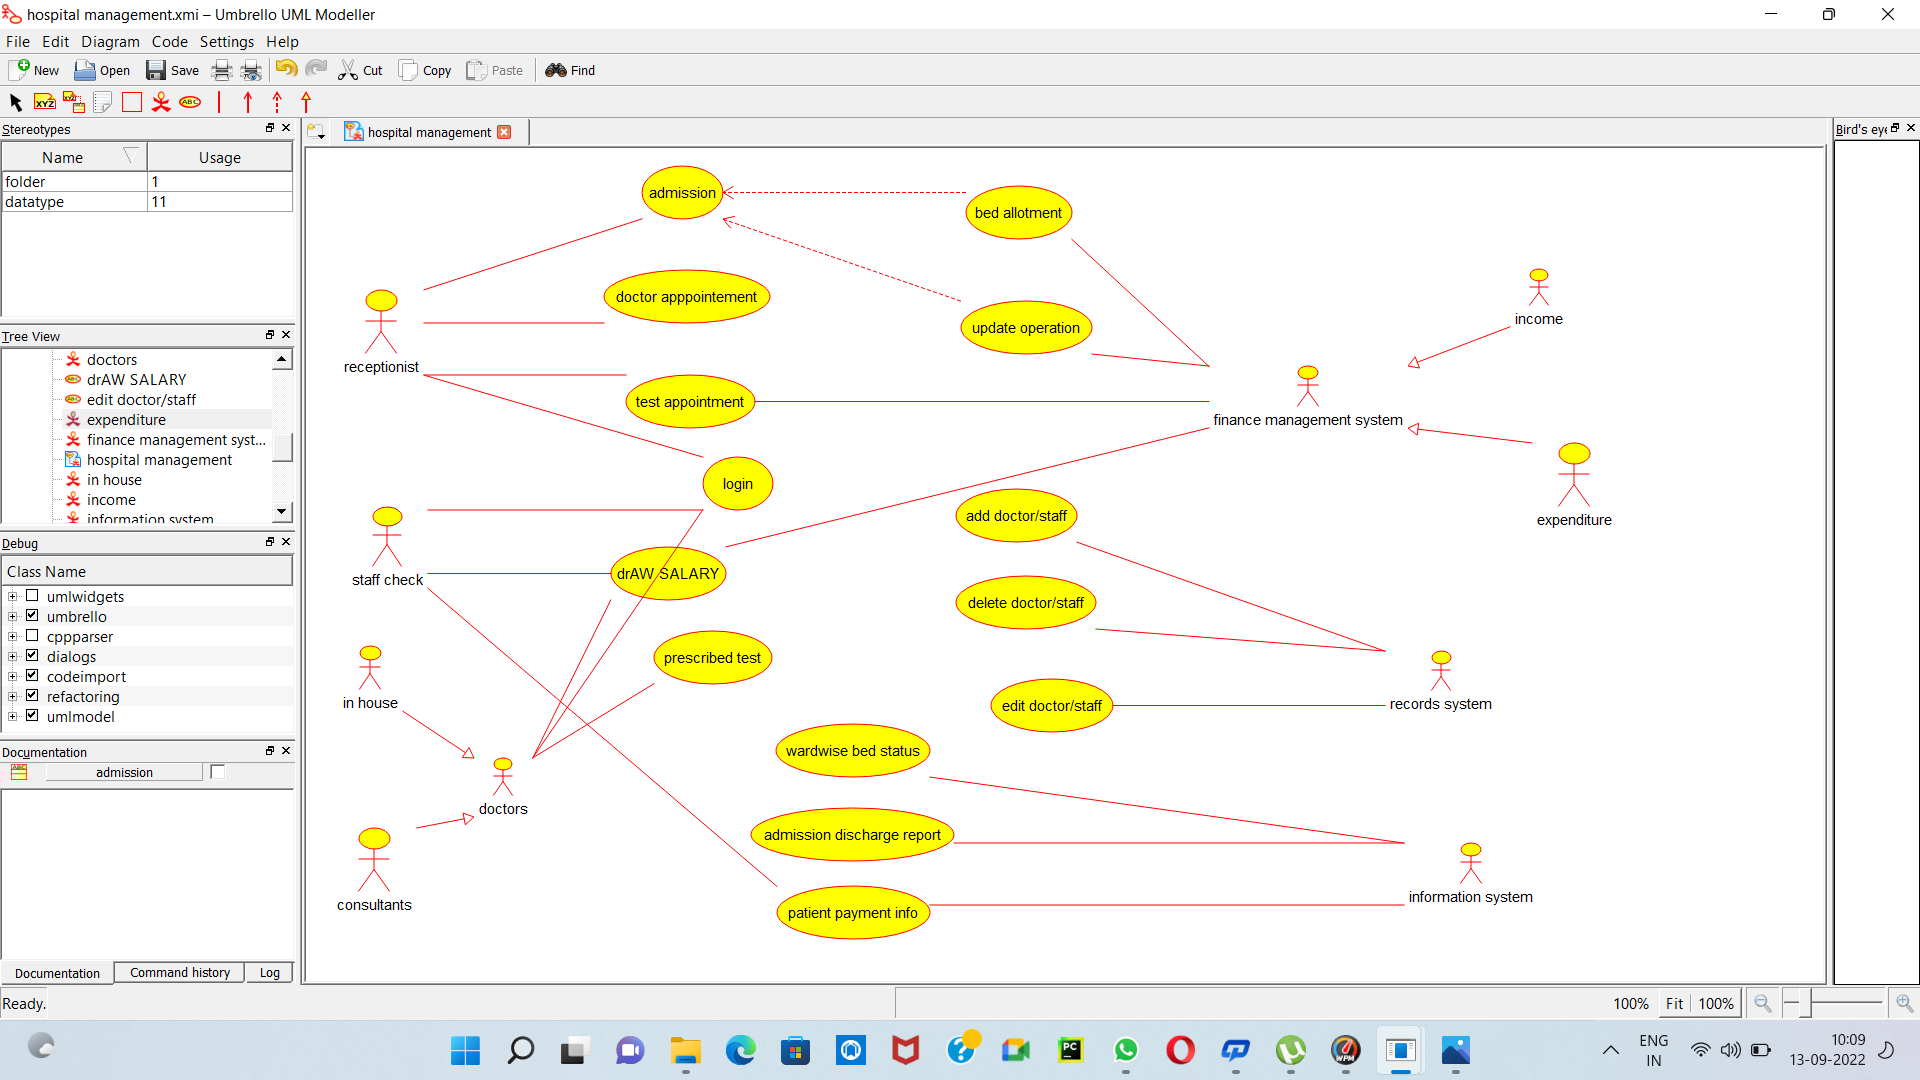 hospital management.xmi – Umbrello UML Modeller
File Edit Diagram Code Settings Help
New Open Save Cut Copy Paste Find
XYZ XYZ ABC
Stereotypes
Name Usage
folder 1
datatype 11
Tree View
doctors
drAW SALARY
edit doctor/staff
expenditure
finance management syst...
hospital management
in house
income
information system
Debug
Class Name
umlwidgets
umbrello
cppparser
dialogs
codeimport
refactoring
umlmodel
Documentation
admission
Documentation Command history Log
Ready.
hospital management
Bird's eye
admission
bed allotment
doctor apppointement
update operation
test appointment
login
drAW SALARY
prescribed test
add doctor/staff
delete doctor/staff
edit doctor/staff
wardwise bed status
admission discharge report
patient payment info
receptionist
staff check
in house
doctors
consultants
income
finance management system
expenditure
records system
information system
100% Fit 100%
PC
WPM
ENG
IN
10:09
13-09-2022